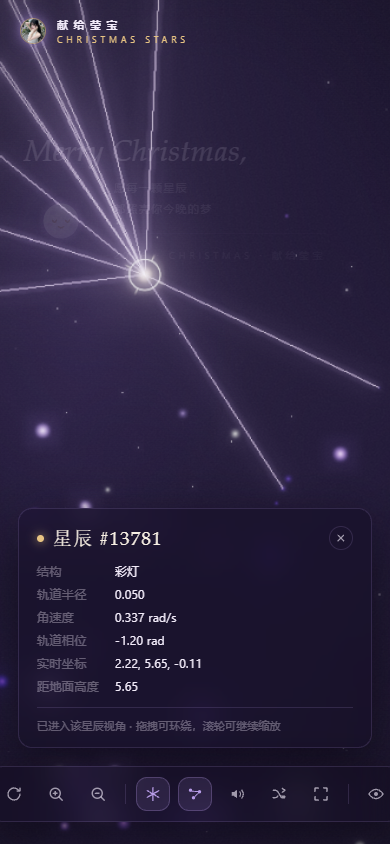 献给莹宝
CHRISTMAS STARS
Merry Christmas,
星辰 #13781
结构 彩灯
轨道半径 0.050
角速度 0.337 rad/s
轨道相位 -1.20 rad
实时坐标 2.22, 5.65, -0.11
距地面高度 5.65
已进入该星辰视角 · 拖拽可环绕，滚轮可继续缩放